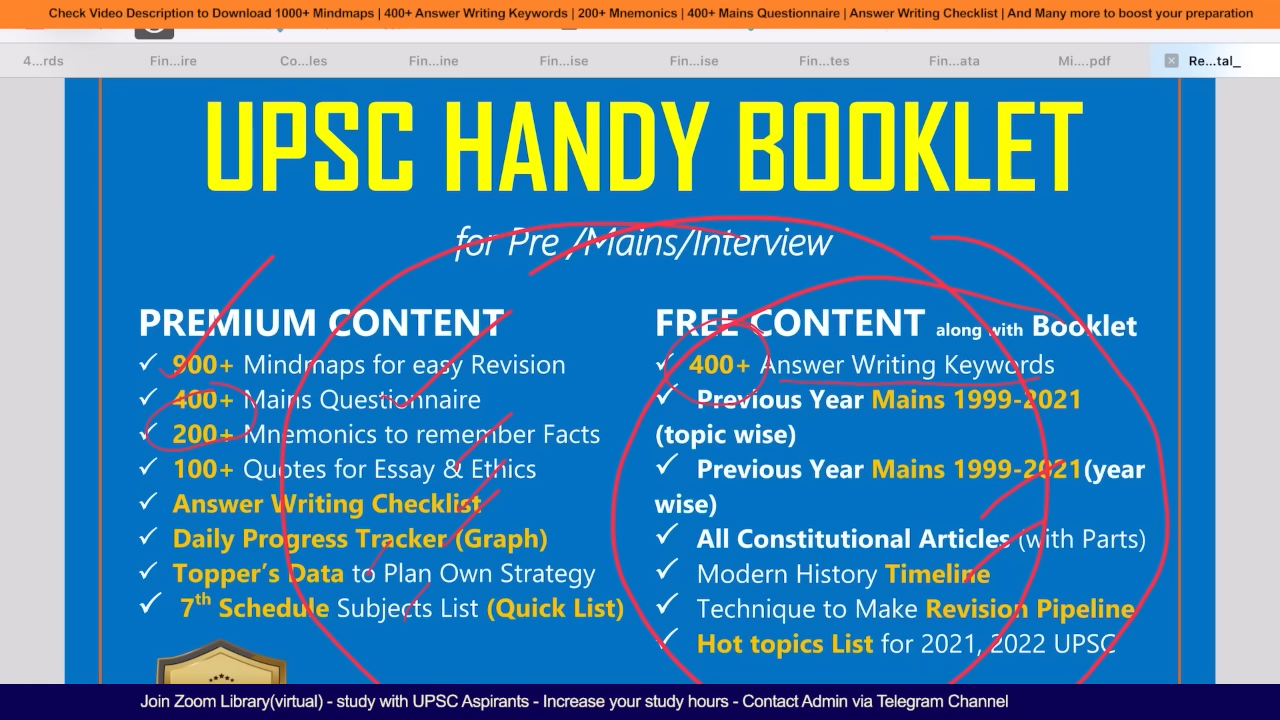 Check Video Description to Download 1000+ Mindmaps | 400+ Answer Writing Keywords | 200+ Mnemonics | 400+ Mains Questionnaire | Answer Writing Checklist | And Many more to boost your preparation
4...rds Fin...ire Co...les Fin...ine Fin...ise Fin...ise Fin...tes Fin...ata Mi....pdf Re...tal_
UPSC HANDY BOOKLET
for Pre /Mains/Interview
PREMIUM CONTENT
✓ 900+ Mindmaps for easy Revision
✓ 400+ Mains Questionnaire
✓ 200+ Mnemonics to remember Facts
✓ 100+ Quotes for Essay & Ethics
✓ Answer Writing Checklist
✓ Daily Progress Tracker (Graph)
✓ Topper's Data to Plan Own Strategy
✓ 7th Schedule Subjects List (Quick List)
FREE CONTENT along with Booklet
✓ 400+ Answer Writing Keywords
✓ Previous Year Mains 1999-2021
(topic wise)
✓ Previous Year Mains 1999-2021(year
wise)
✓ All Constitutional Articles (with Parts)
✓ Modern History Timeline
✓ Technique to Make Revision Pipeline
✓ Hot topics List for 2021, 2022 UPSC
Join Zoom Library(virtual) - study with UPSC Aspirants - Increase your study hours - Contact Admin via Telegram Channel